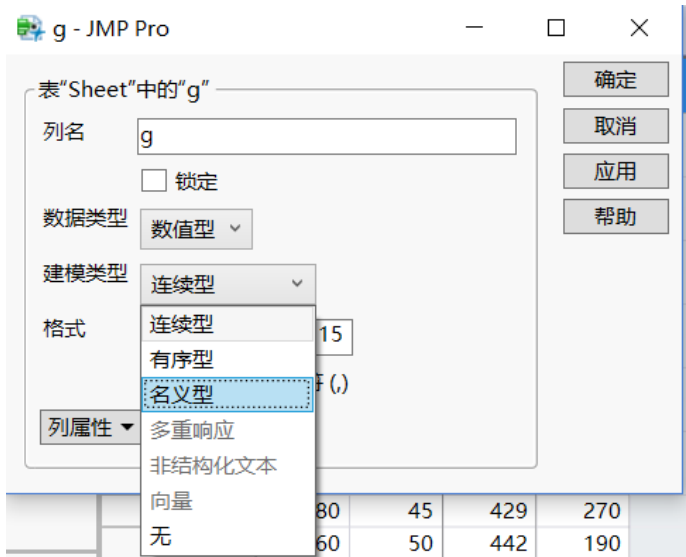 g - JMP Pro
确定
表“Sheet”中的“g”
取消
列名
g
应用
锁定
帮助
数据类型
数值型
建模类型
连续型
连续型
格式
15
有序型
(,)
名义型
列属性
多重响应
非结构化文本
向量
80 45 429 270
无
60 50 442 190